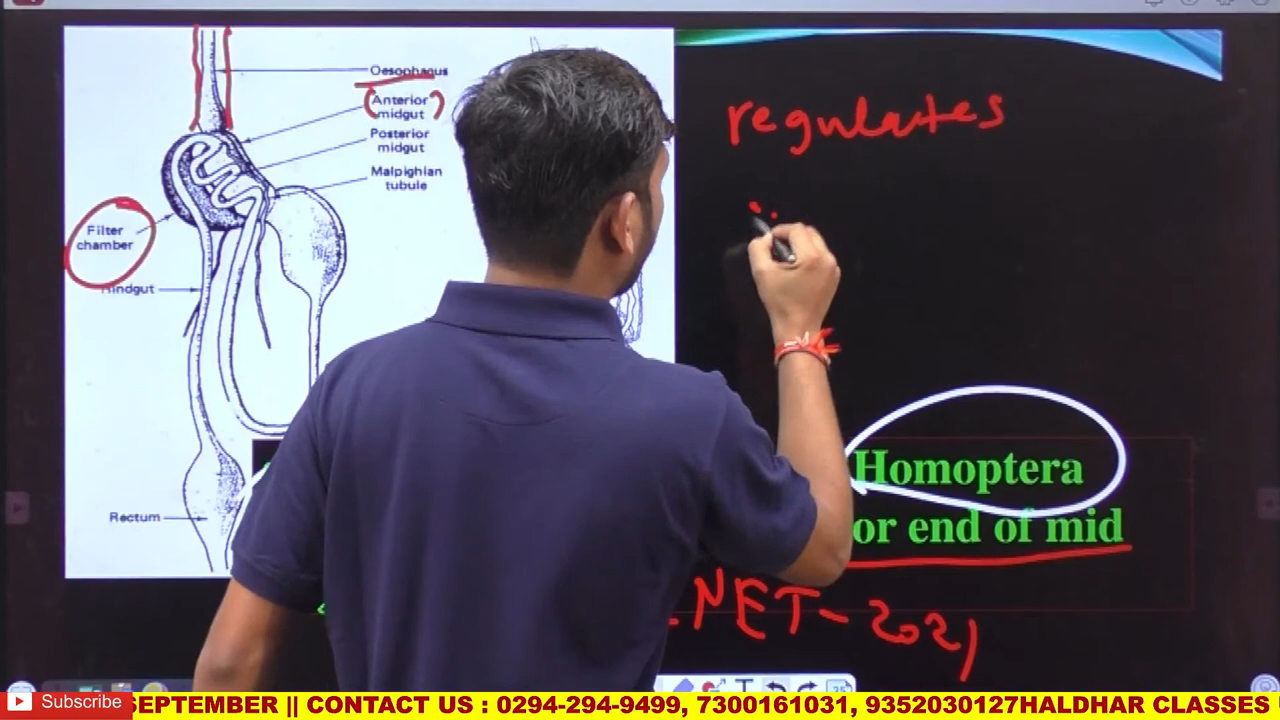 Oesophagus
Anterior
midgut
Posterior
midgut
Malpighian
tubule
Filter
chamber
Hindgut
Rectum
regulates
Homoptera
or end of mid
NET-2021
Subscribe
SEPTEMBER || CONTACT US : 0294-294-9499, 7300161031, 9352030127HALDHAR CLASSES